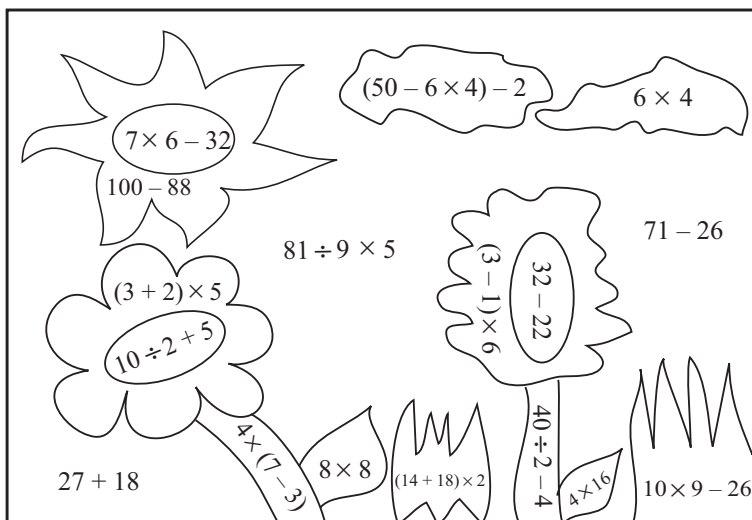 (50 – 6 × 4) – 2
6 × 4
7 × 6 – 32
100 – 88
71 – 26
81 ÷ 9 × 5
(3 – 1) × 6
32 – 22
(3 + 2) × 5
10 ÷ 2 + 5
4 × (7 – 3)
40 ÷ 2 – 4
8 × 8
(14 + 18) × 2
4 × 16
27 + 18
10 × 9 – 26